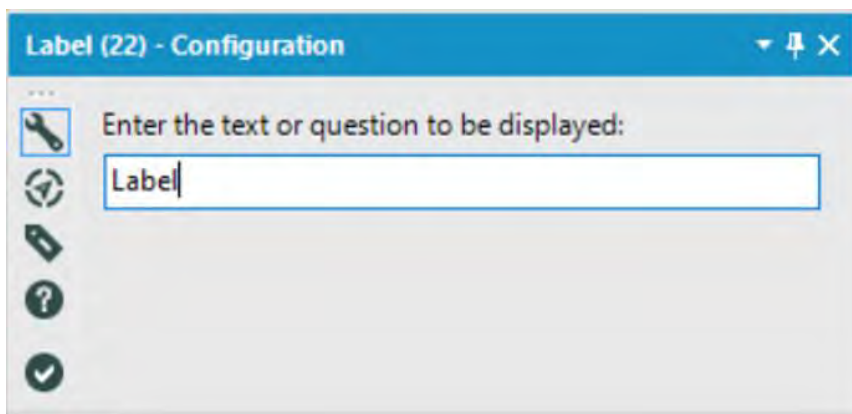 Label (22) - Configuration
Enter the text or question to be displayed:
Label